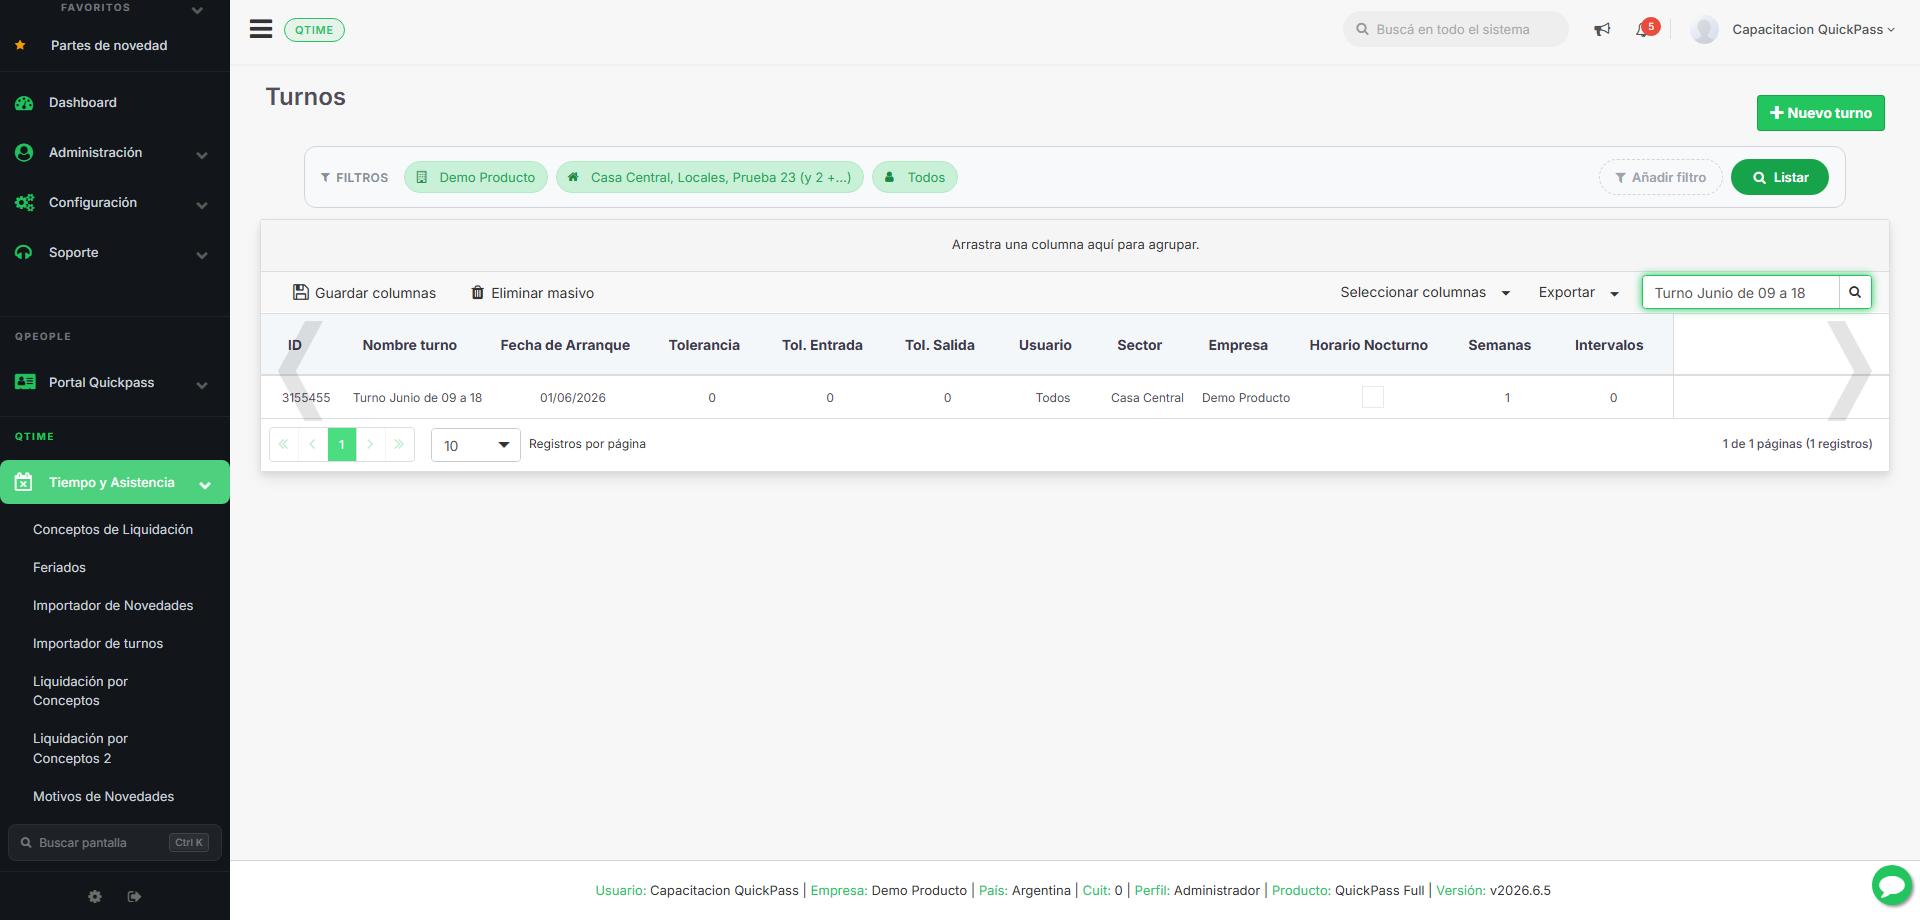 FAVORITOS
Partes de novedad
Dashboard
Administración
Configuración
Soporte
QPEOPLE
Portal Quickpass
QTIME
Tiempo y Asistencia
Conceptos de Liquidación
Feriados
Importador de Novedades
Importador de turnos
Liquidación por
Conceptos
Liquidación por
Conceptos 2
Motivos de Novedades
Buscar pantalla Ctrl K
QTIME
Buscá en todo el sistema
5
Capacitacion QuickPass
Turnos
Nuevo turno
FILTROS Demo Producto Casa Central, Locales, Prueba 23 (y 2 +...) Todos Añadir filtro Listar
Arrastra una columna aquí para agrupar.
Guardar columnas Eliminar masivo Seleccionar columnas Exportar Turno Junio de 09 a 18
ID Nombre turno Fecha de Arranque Tolerancia Tol. Entrada Tol. Salida Usuario Sector Empresa Horario Nocturno Semanas Intervalos
3155455 Turno Junio de 09 a 18 01/06/2026 0 0 0 Todos Casa Central Demo Producto 1 0
1 10 Registros por página 1 de 1 páginas (1 registros)
Usuario: Capacitacion QuickPass | Empresa: Demo Producto | País: Argentina | Cuit: 0 | Perfil: Administrador | Producto: QuickPass Full | Versión: v2026.6.5